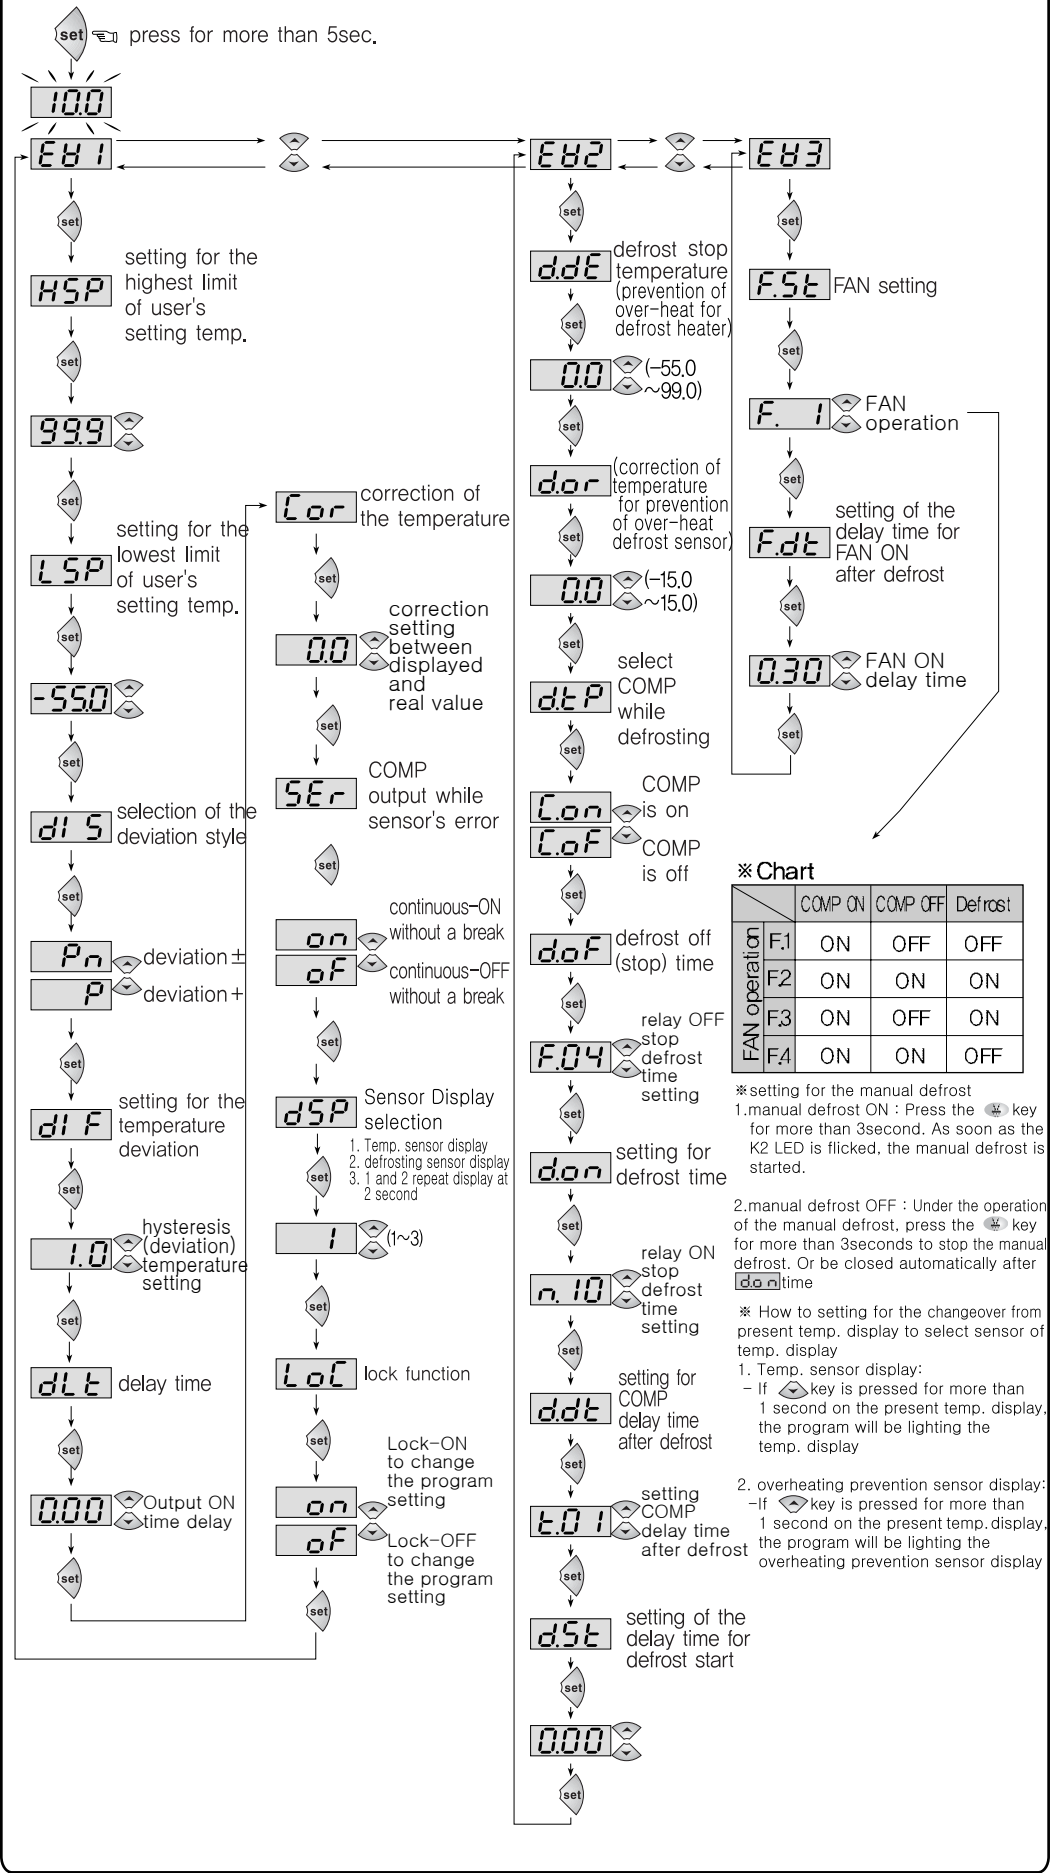 set press for more than 5sec.
10.0
EH1
set
HSP
setting for the
highest limit
of user's
setting temp.
set
99.9
set
LSP
setting for the
lowest limit
of user's
setting temp.
set
-55.0
set
dIS
selection of the
deviation style
set
Pn
deviation±
P
deviation+
set
dIF
setting for the
temperature
deviation
set
1.0
hysteresis
(deviation)
temperature
setting
set
dLt
delay time
set
0.00
Output ON
time delay
set
Cor
correction of
the temperature
set
0.0
correction
setting
between
displayed
and
real value
set
SEr
COMP
output while
sensor's error
set
on
continuous-ON
without a break
oF
continuous-OFF
without a break
set
dSP
Sensor Display
selection
1. Temp. sensor display
2. defrosting sensor display
3. 1 and 2 repeat display at
2 second
set
1
(1~3)
set
LoC
lock function
set
Lock-ON
to change
the program
setting
on
oF
Lock-OFF
to change
the program
setting
set
EH2
set
d.dE
defrost stop
temperature
(prevention of
over-heat for
defrost heater)
set
0.0
(-55.0
~99.0)
set
d.or
(correction of
temperature
for prevention
of over-heat
defrost sensor)
set
0.0
(-15.0
~15.0)
set
d.tP
select
COMP
while
defrosting
set
C.on
COMP
is on
C.oF
COMP
is off
set
d.oF
defrost off
(stop) time
set
F.04
relay OFF
stop
defrost
time
setting
set
d.on
setting for
defrost time
set
n.10
relay ON
stop
defrost
time
setting
set
d.dt
setting for
COMP
delay time
after defrost
set
t.01
setting
COMP
delay time
after defrost
set
d.St
setting of the
delay time for
defrost start
set
0.00
set
EH3
set
F.St
FAN setting
set
F. 1
FAN
operation
set
F.dt
setting of the
delay time for
FAN ON
after defrost
set
0.30
FAN ON
delay time
set
※Chart
COMP ON COMP OFF Defrost
FAN operation
F.1 ON OFF OFF
F.2 ON ON ON
F.3 ON OFF ON
F.4 ON ON OFF
※setting for the manual defrost
1.manual defrost ON : Press the key
for more than 3second. As soon as the
K2 LED is flicked, the manual defrost is
started.
2.manual defrost OFF : Under the operation
of the manual defrost, press the key
for more than 3seconds to stop the manual
defrost. Or be closed automatically after
d.on time
※ How to setting for the changeover from
present temp. display to select sensor of
temp. display
1. Temp. sensor display:
- If key is pressed for more than
1 second on the present temp. display,
the program will be lighting the
temp. display
2. overheating prevention sensor display:
-If key is pressed for more than
1 second on the present temp. display,
the program will be lighting the
overheating prevention sensor display